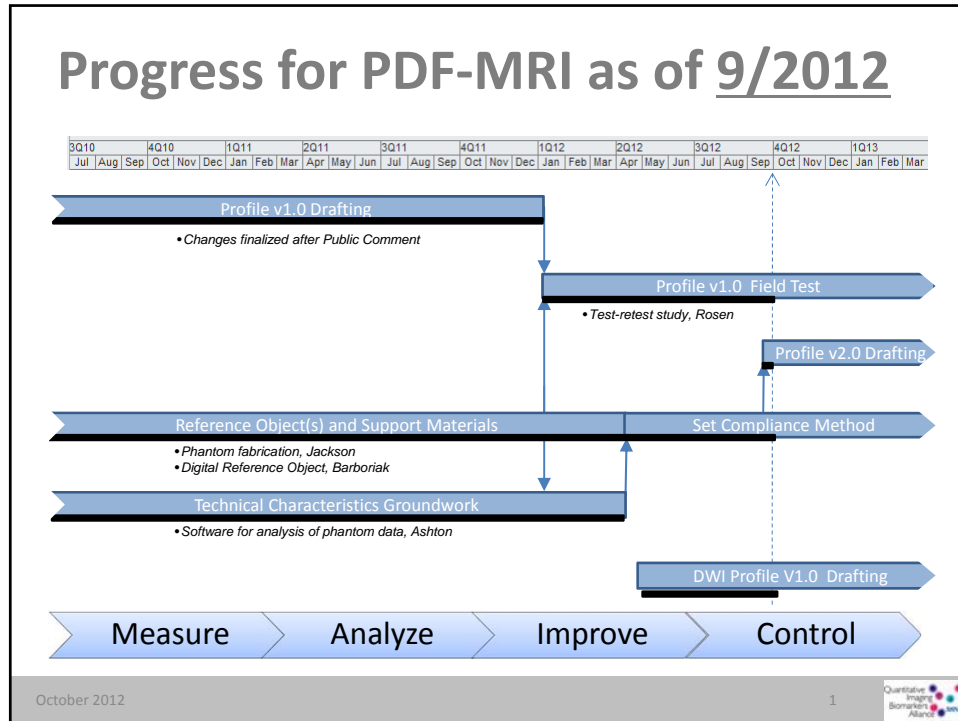 Progress for PDF-MRI as of 9/2012
3Q10 4Q10 1Q11 2Q11 3Q11 4Q11 1Q12 2Q12 3Q12 4Q12 1Q13
Jul Aug Sep Oct Nov Dec Jan Feb Mar Apr May Jun Jul Aug Sep Oct Nov Dec Jan Feb Mar Apr May Jun Jul Aug Sep Oct Nov Dec Jan Feb Mar
Profile v1.0 Drafting
•Changes finalized after Public Comment
Profile v1.0 Field Test
•Test-retest study, Rosen
Profile v2.0 Drafting
Reference Object(s) and Support Materials
Set Compliance Method
•Phantom fabrication, Jackson
•Digital Reference Object, Barboriak
Technical Characteristics Groundwork
•Software for analysis of phantom data, Ashton
DWI Profile V1.0 Drafting
Measure Analyze Improve Control
October 2012
1
Quantitative
Imaging
Biomarkers
Alliance